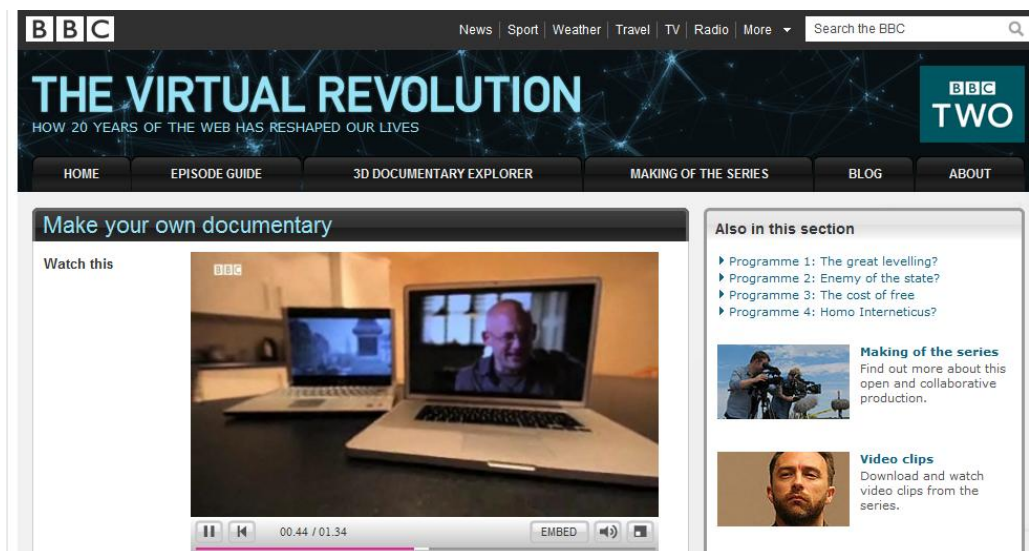 BBC
News Sport Weather Travel TV Radio More
Search the BBC
THE VIRTUAL REVOLUTION
HOW 20 YEARS OF THE WEB HAS RESHAPED OUR LIVES
BBC
TWO
HOME
EPISODE GUIDE
3D DOCUMENTARY EXPLORER
MAKING OF THE SERIES
BLOG
ABOUT
Make your own documentary
Watch this
BBC
00.44 / 01.34
EMBED
Also in this section
Programme 1: The great levelling?
Programme 2: Enemy of the state?
Programme 3: The cost of free
Programme 4: Homo Interneticus?
Making of the series
Find out more about this
open and collaborative
production.
Video clips
Download and watch
video clips from the
series.